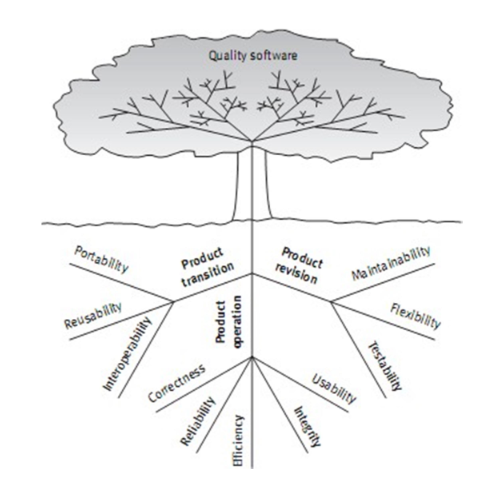 Quality software
Product
transition
Product
revision
Product
operation
Portability
Reusability
Interoperability
Maintainability
Flexibility
Testability
Correctness
Reliability
Efficiency
Integrity
Usability